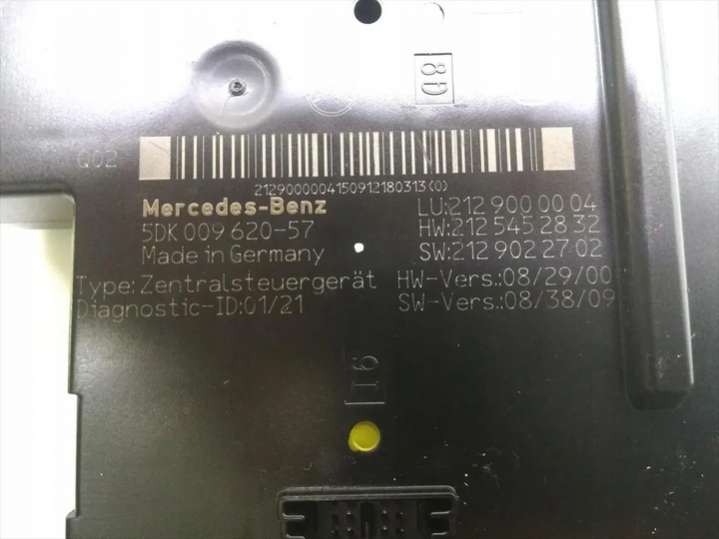 8D
G02
2129000004150912180313(0)
Mercedes-Benz
LU:212 900 00 04
5DK 009 620-57
HW:212 545 28 32
Made in Germany
SW:212 902 27 02
Type: Zentralsteuergerät
HW-Vers.:08/29/00
Diagnostic-ID:01/21
SW-Vers.:08/38/09
16